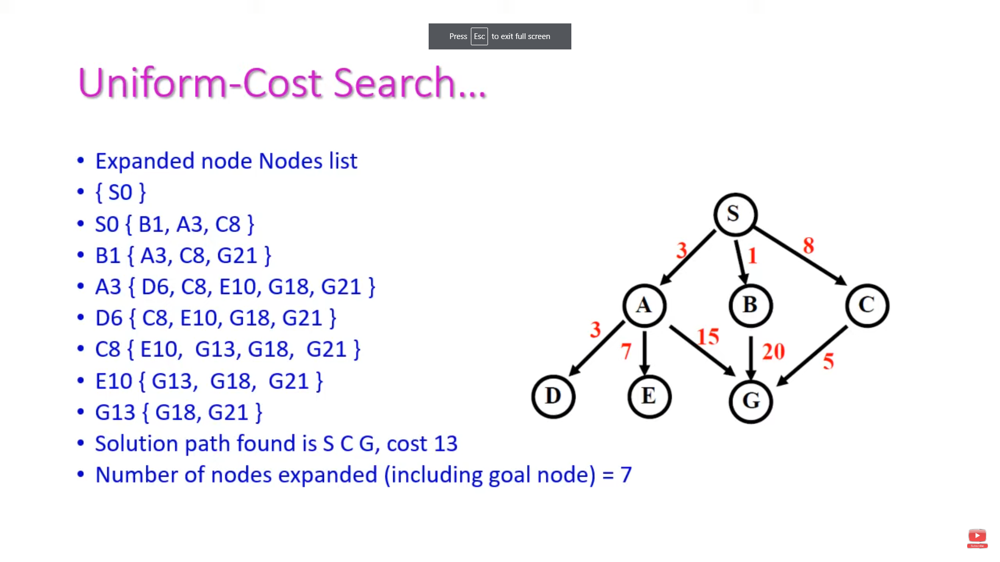 Press Esc to exit full screen
Uniform-Cost Search...
• Expanded node Nodes list
• { S0 }
• S0 { B1, A3, C8 }
• B1 { A3, C8, G21 }
• A3 { D6, C8, E10, G18, G21 }
• D6 { C8, E10, G18, G21 }
• C8 { E10, G13, G18, G21 }
• E10 { G13, G18, G21 }
• G13 { G18, G21 }
• Solution path found is S C G, cost 13
• Number of nodes expanded (including goal node) = 7
S
3 1 8
A B C
3 7 15 20 5
D E G
Subscribe